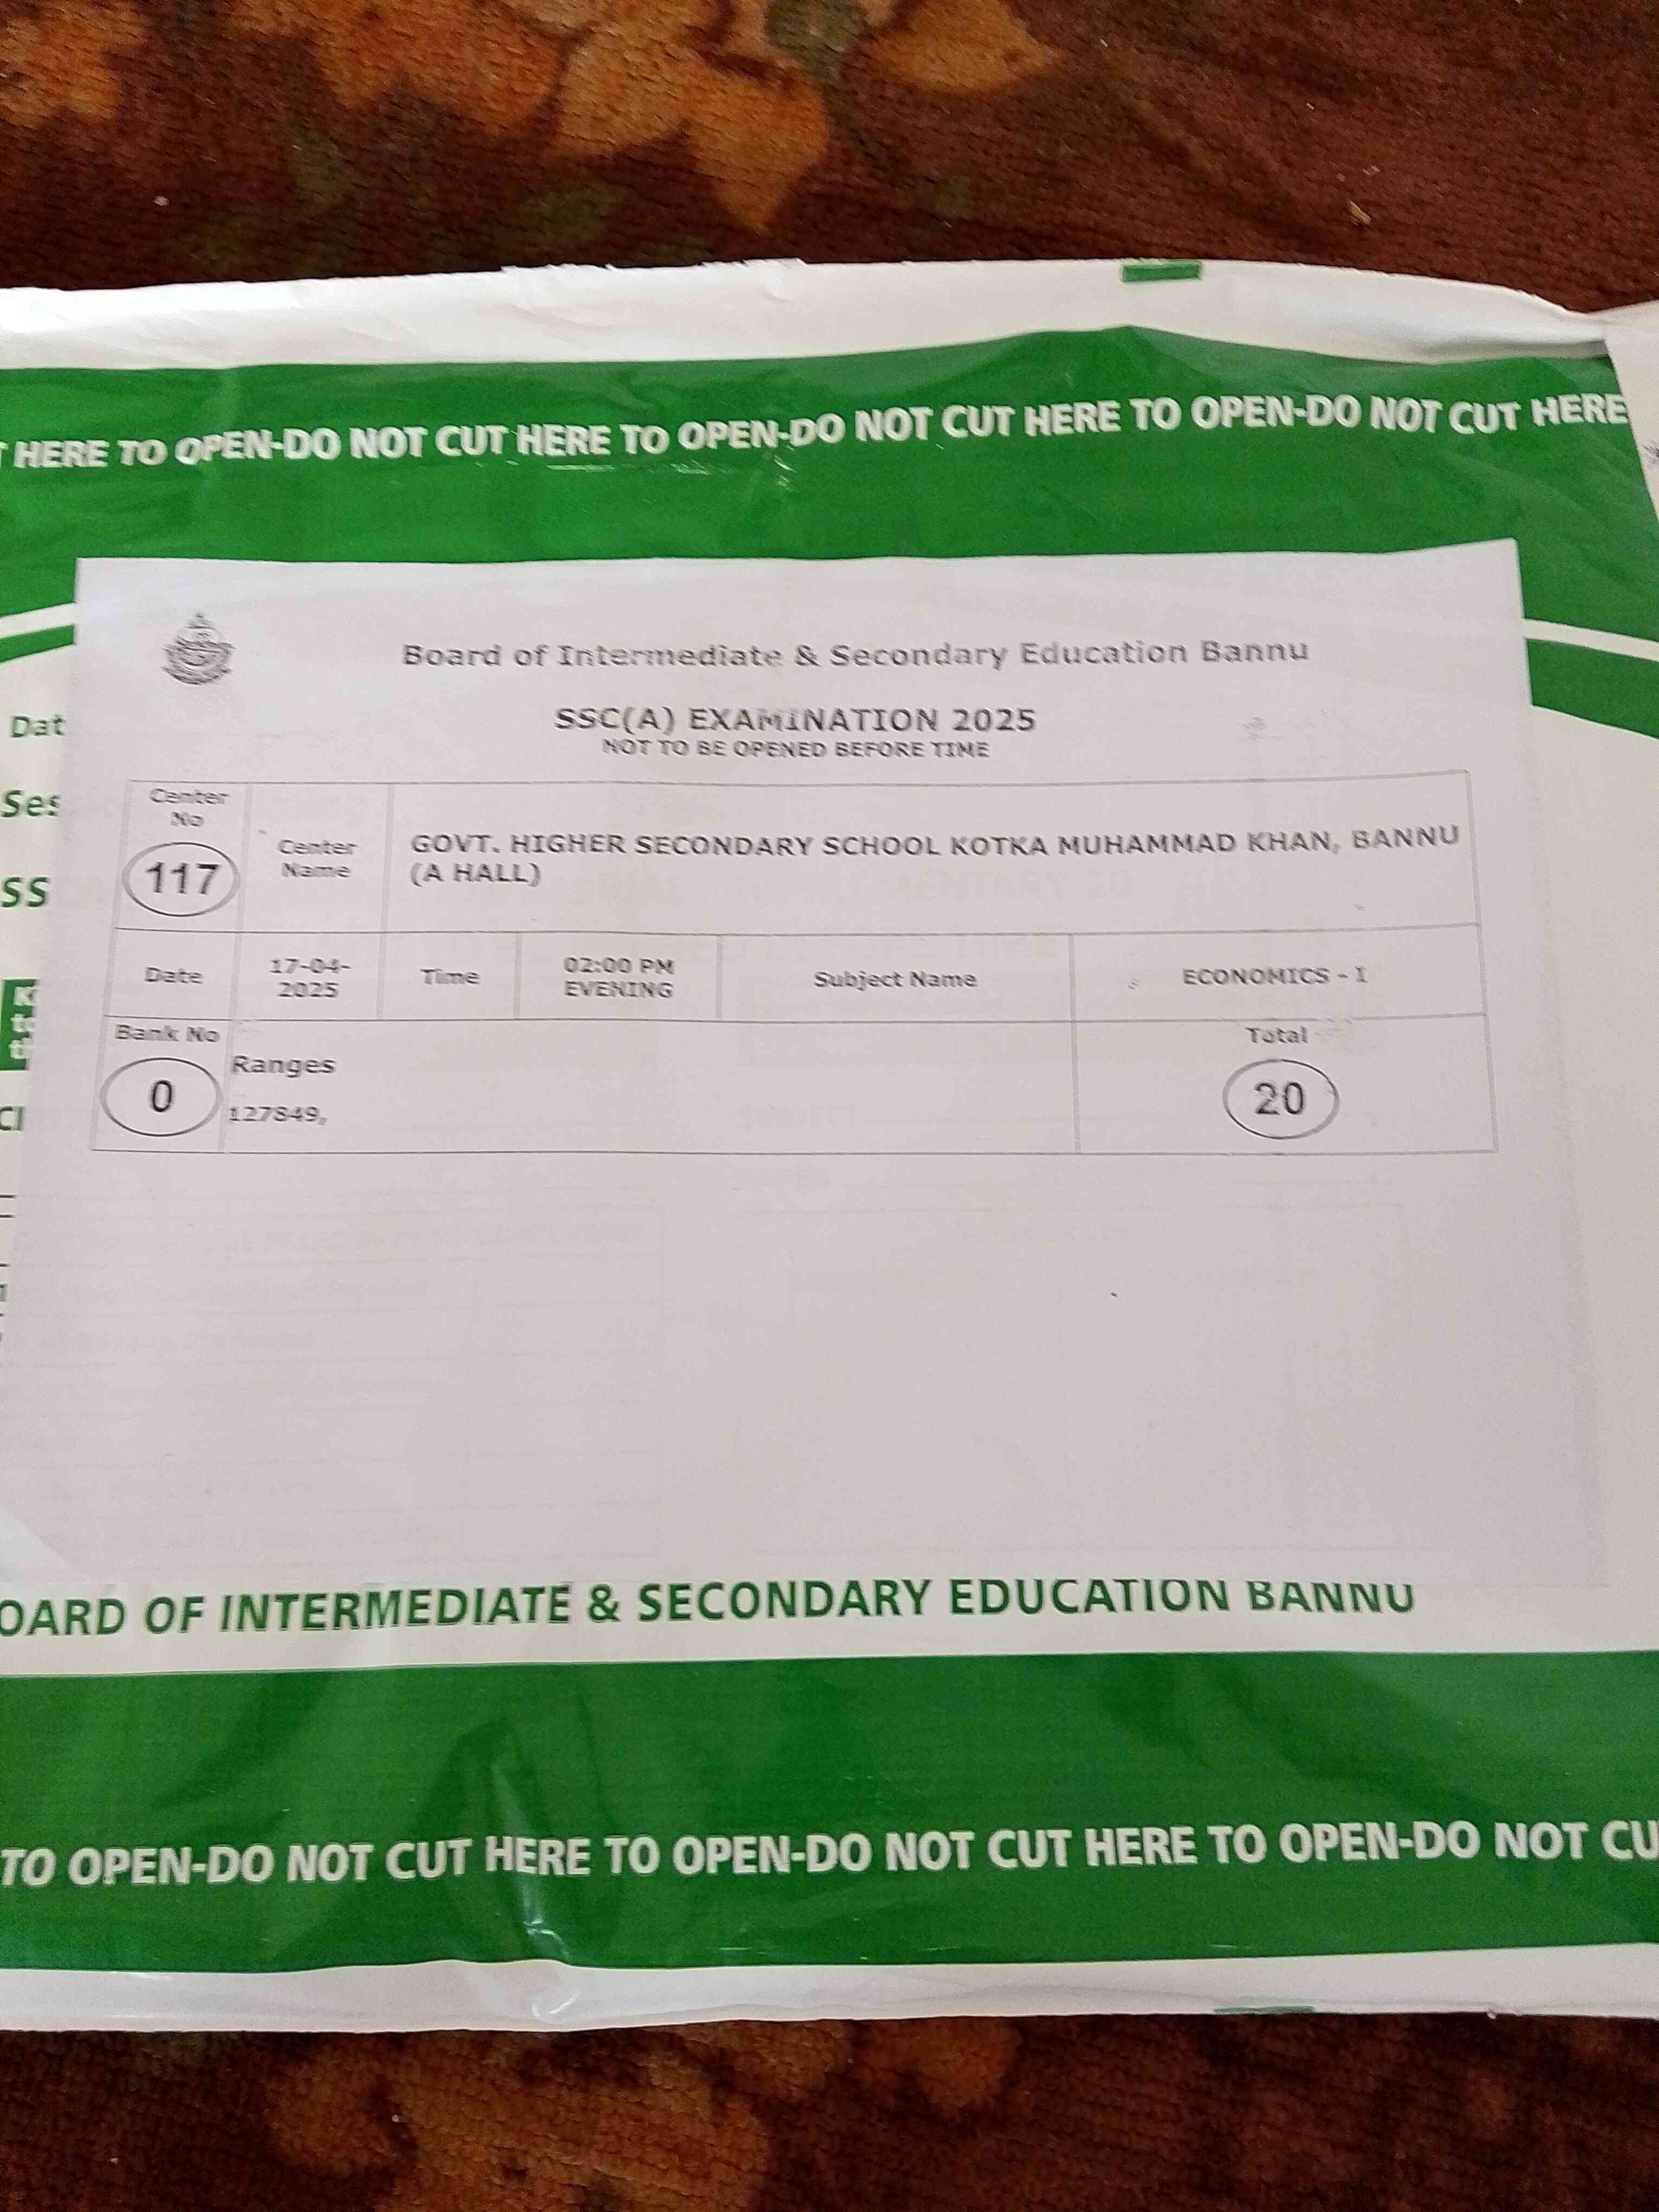 HERE TO OPEN-DO NOT CUT HERE TO OPEN-DO NOT CUT HERE TO OPEN-DO NOT CUT HERE
Board of Intermediate & Secondary Education Bannu
SSC(A) EXAMINATION 2025
NOT TO BE OPENED BEFORE TIME
Dat
Ses
SS
Center No
117
Center Name
GOVT. HIGHER SECONDARY SCHOOL KOTKA MUHAMMAD KHAN, BANNU
(A HALL)
Date
17-04-
2025
Time
02:00 PM
EVENING
Subject Name
ECONOMICS - I
Bank No
0
Ranges
127849,
Total
20
OARD OF INTERMEDIATE & SECONDARY EDUCATION BANNU
TO OPEN-DO NOT CUT HERE TO OPEN-DO NOT CUT HERE TO OPEN-DO NOT CU